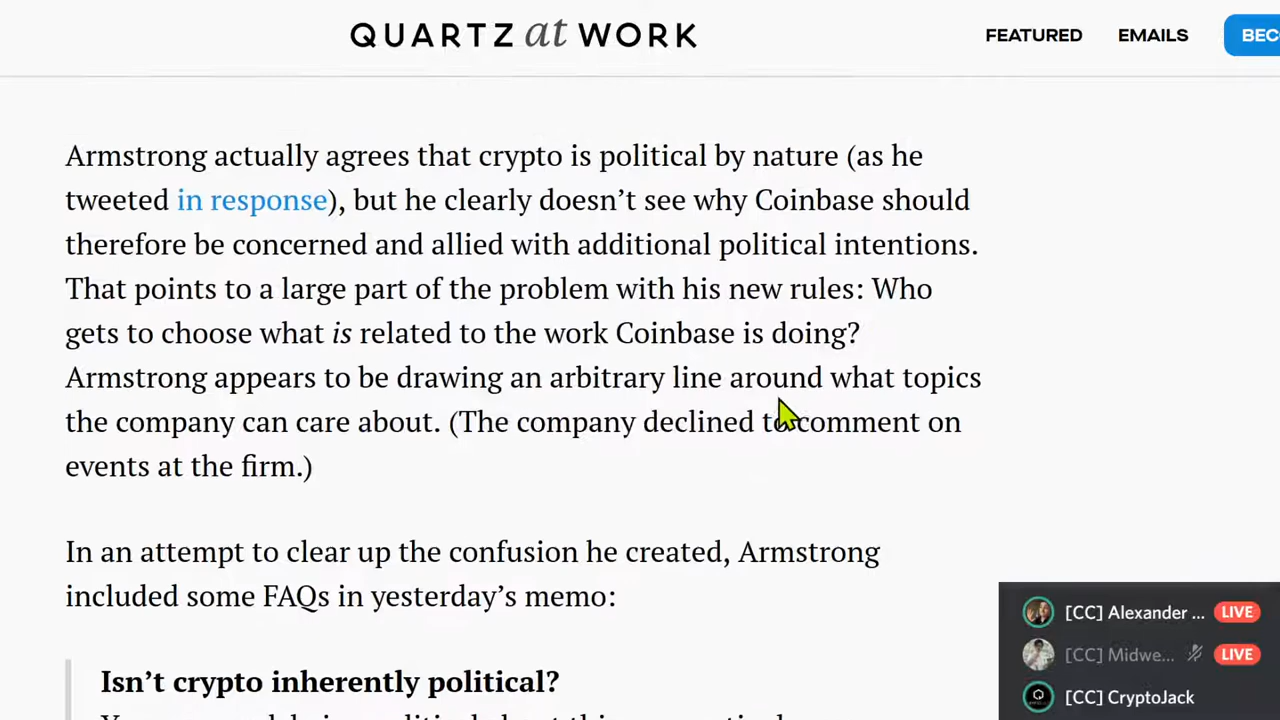 QUARTZ at WORK
FEATURED
EMAILS
BEC
Armstrong actually agrees that crypto is political by nature (as he
tweeted in response), but he clearly doesn’t see why Coinbase should
therefore be concerned and allied with additional political intentions.
That points to a large part of the problem with his new rules: Who
gets to choose what is related to the work Coinbase is doing?
Armstrong appears to be drawing an arbitrary line around what topics
the company can care about. (The company declined to comment on
events at the firm.)
In an attempt to clear up the confusion he created, Armstrong
included some FAQs in yesterday’s memo:
Isn’t crypto inherently political?
[CC] Alexander ... LIVE
[CC] Midwe... LIVE
[CC] CryptoJack